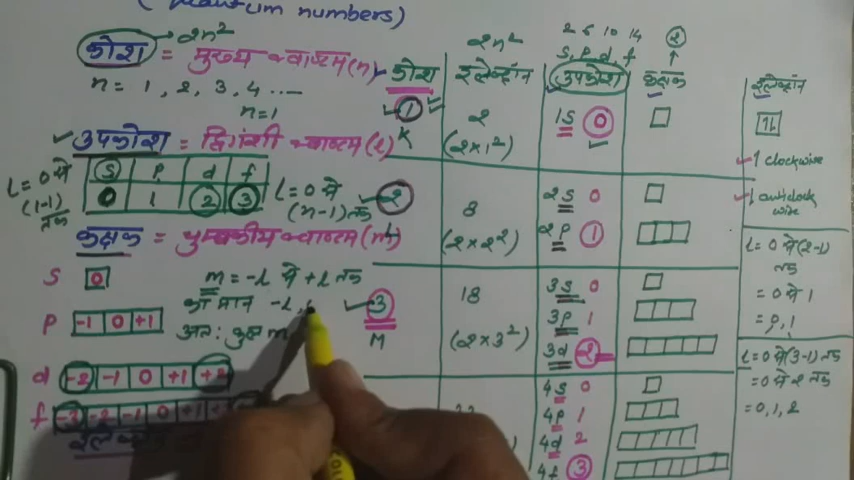 (Quantum numbers)
कोश → 2n²
= मुख्य क्वाण्टम (n)
n = 1, 2, 3, 4 ....
n=1
उपकोश = द्विगंशी क्वाण्टम (l)
l = 0 से
(1-1)
तक
S P d f
0 1 2 3
l = 0 से
(n-1) तक
कक्षक = चुम्बकीय क्वाण्टम (m)
S 0
m = -l से +l तक
P -1 0 +1
का मान -l,
अतः कुल m
d -2 -1 0 +1 +2
f -3 -2 -1 0 +1
कोश
2n²
इलेक्ट्रॉन
2 6 10 14
S, P, d, f
उपकोश
2
कक्षक
इलेक्ट्रॉन
1
K
2
(2×1²)
1S 0
1L
1 clockwise
1 anticlock
wise
2
L
8
(2×2²)
2S 0
2P 1
l = 0 से (2-1)
तक
= 0 से 1
= 0, 1
3
M
18
(2×3²)
3S 0
3P 1
3d 2
l = 0 से (3-1) तक
= 0 से 2 तक
= 0, 1, 2
4S 0
4P 1
4d 2
4f 3